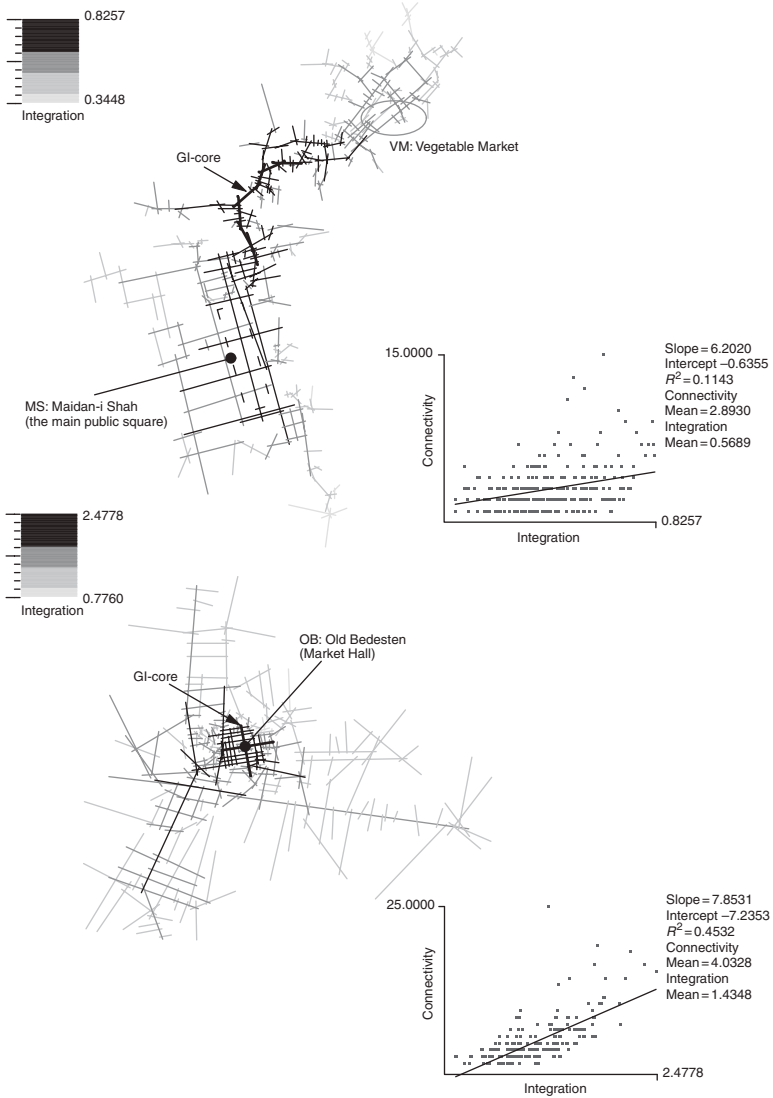 0.8257
0.3448
Integration
VM: Vegetable Market
GI-core
MS: Maidan-i Shah
(the main public square)
15.0000
Connectivity
Integration
0.8257
Slope = 6.2020
Intercept –0.6355
R² = 0.1143
Connectivity
Mean = 2.8930
Integration
Mean = 0.5689
2.4778
0.7760
Integration
OB: Old Bedesten
(Market Hall)
GI-core
25.0000
Connectivity
Integration
2.4778
Slope = 7.8531
Intercept –7.2353
R² = 0.4532
Connectivity
Mean = 4.0328
Integration
Mean = 1.4348